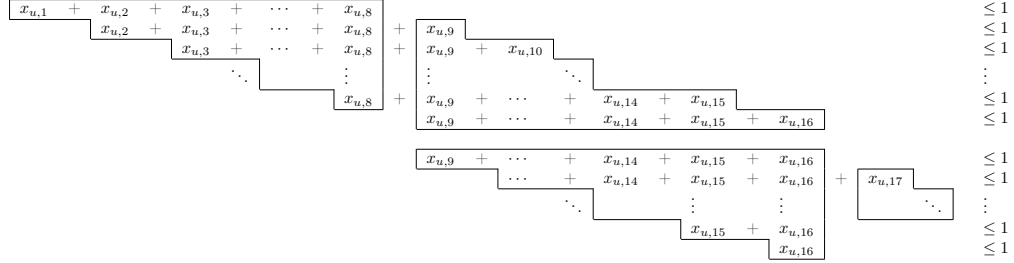 x_{u,1} + x_{u,2} + x_{u,3} + ⋯ + x_{u,8} ≤ 1
x_{u,2} + x_{u,3} + ⋯ + x_{u,8} + x_{u,9} ≤ 1
x_{u,3} + ⋯ + x_{u,8} + x_{u,9} + x_{u,10} ≤ 1
⋱ ⋮ ⋮ ⋱ ⋮
x_{u,8} + x_{u,9} + ⋯ + x_{u,14} + x_{u,15} ≤ 1
x_{u,9} + ⋯ + x_{u,14} + x_{u,15} + x_{u,16} ≤ 1
x_{u,9} + ⋯ + x_{u,14} + x_{u,15} + x_{u,16} ≤ 1
⋯ + x_{u,14} + x_{u,15} + x_{u,16} + x_{u,17} ≤ 1
⋱ ⋮ ⋮ ⋱ ⋮
x_{u,15} + x_{u,16} ≤ 1
x_{u,16} ≤ 1